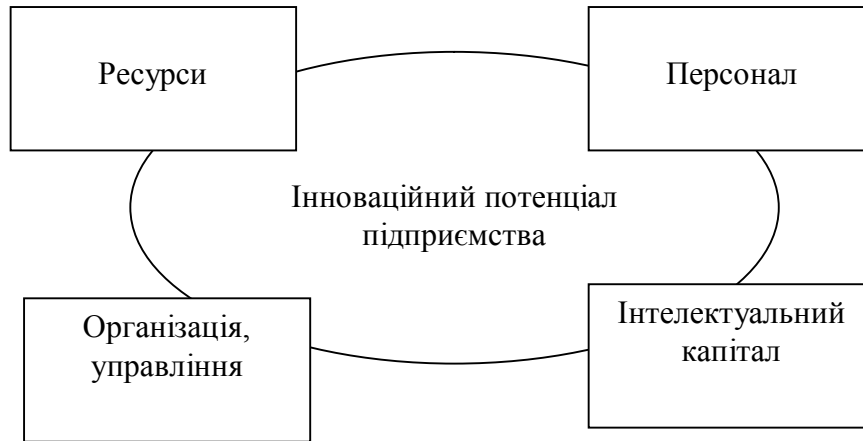 Ресурси
Персонал
Інноваційний потенціал
підприємства
Організація,
управління
Інтелектуальний
капітал